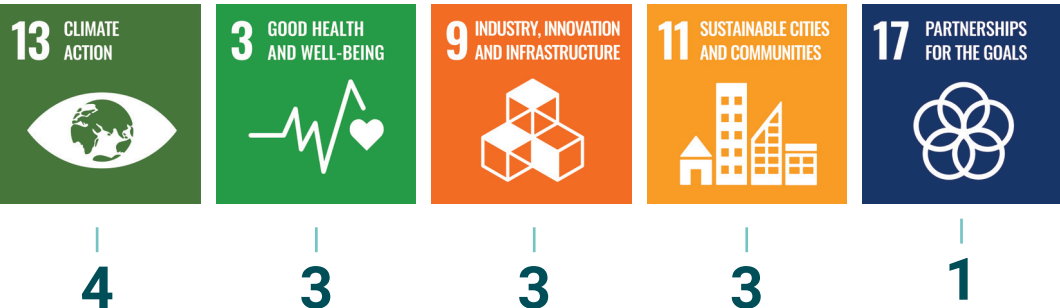 13 CLIMATE
ACTION
3 GOOD HEALTH
AND WELL-BEING
9 INDUSTRY, INNOVATION
AND INFRASTRUCTURE
11 SUSTAINABLE CITIES
AND COMMUNITIES
17 PARTNERSHIPS
FOR THE GOALS
4
3
3
3
1